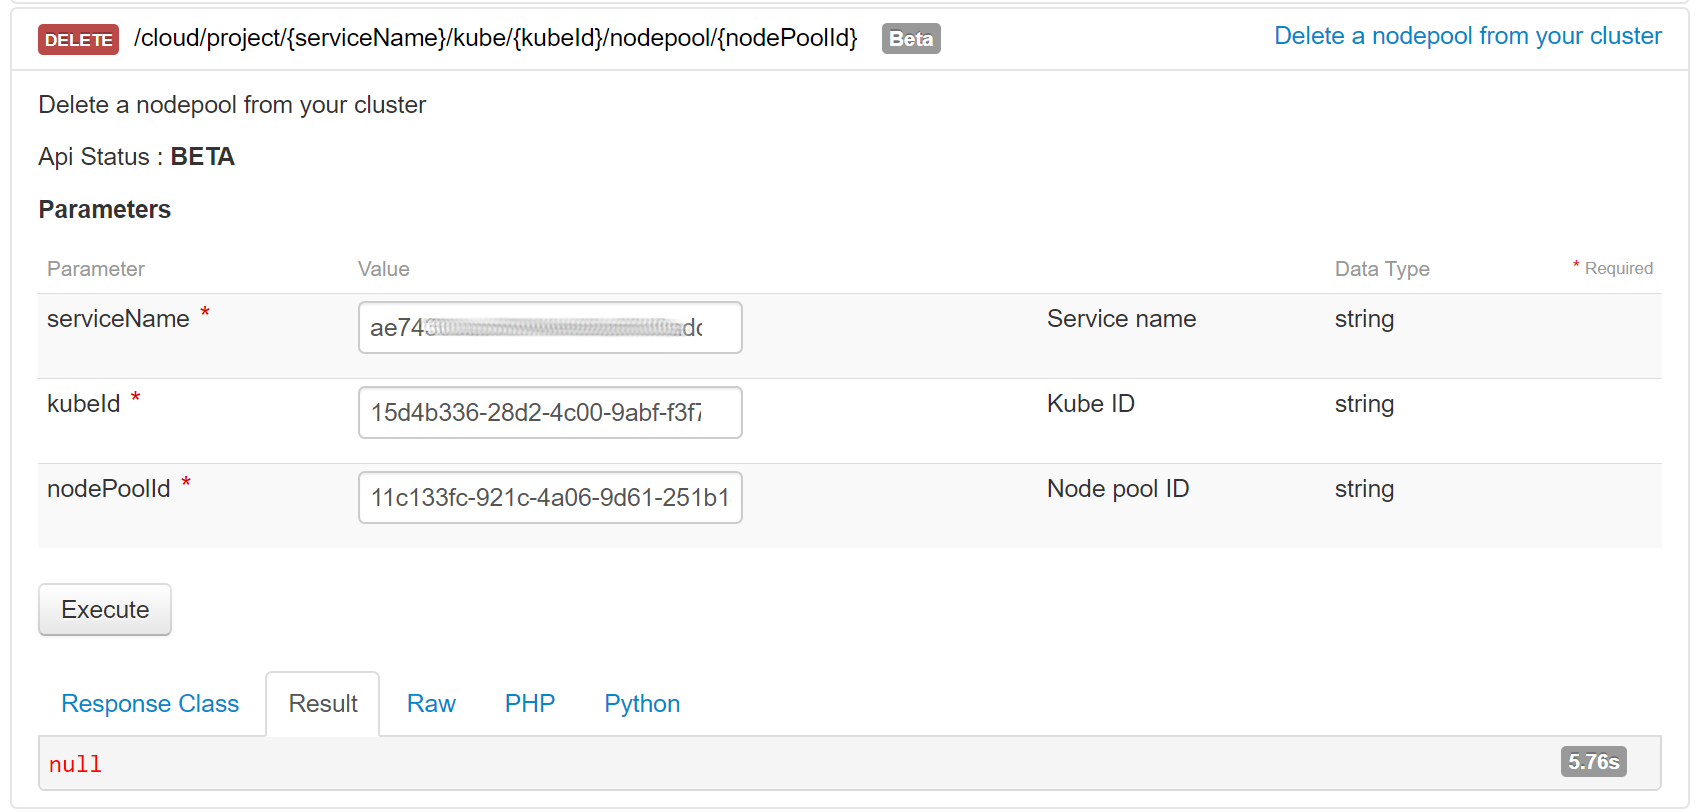 DELETE /cloud/project/{serviceName}/kube/{kubeId}/nodepool/{nodePoolId} Beta Delete a nodepool from your cluster
Delete a nodepool from your cluster
Api Status : BETA
Parameters
Parameter Value Data Type * Required
serviceName * Service name string
kubeId * 15d4b336-28d2-4c00-9abf-f3f7 Kube ID string
nodePoolId * 11c133fc-921c-4a06-9d61-251b1 Node pool ID string
Execute
Response Class Result Raw PHP Python
null 5.76s